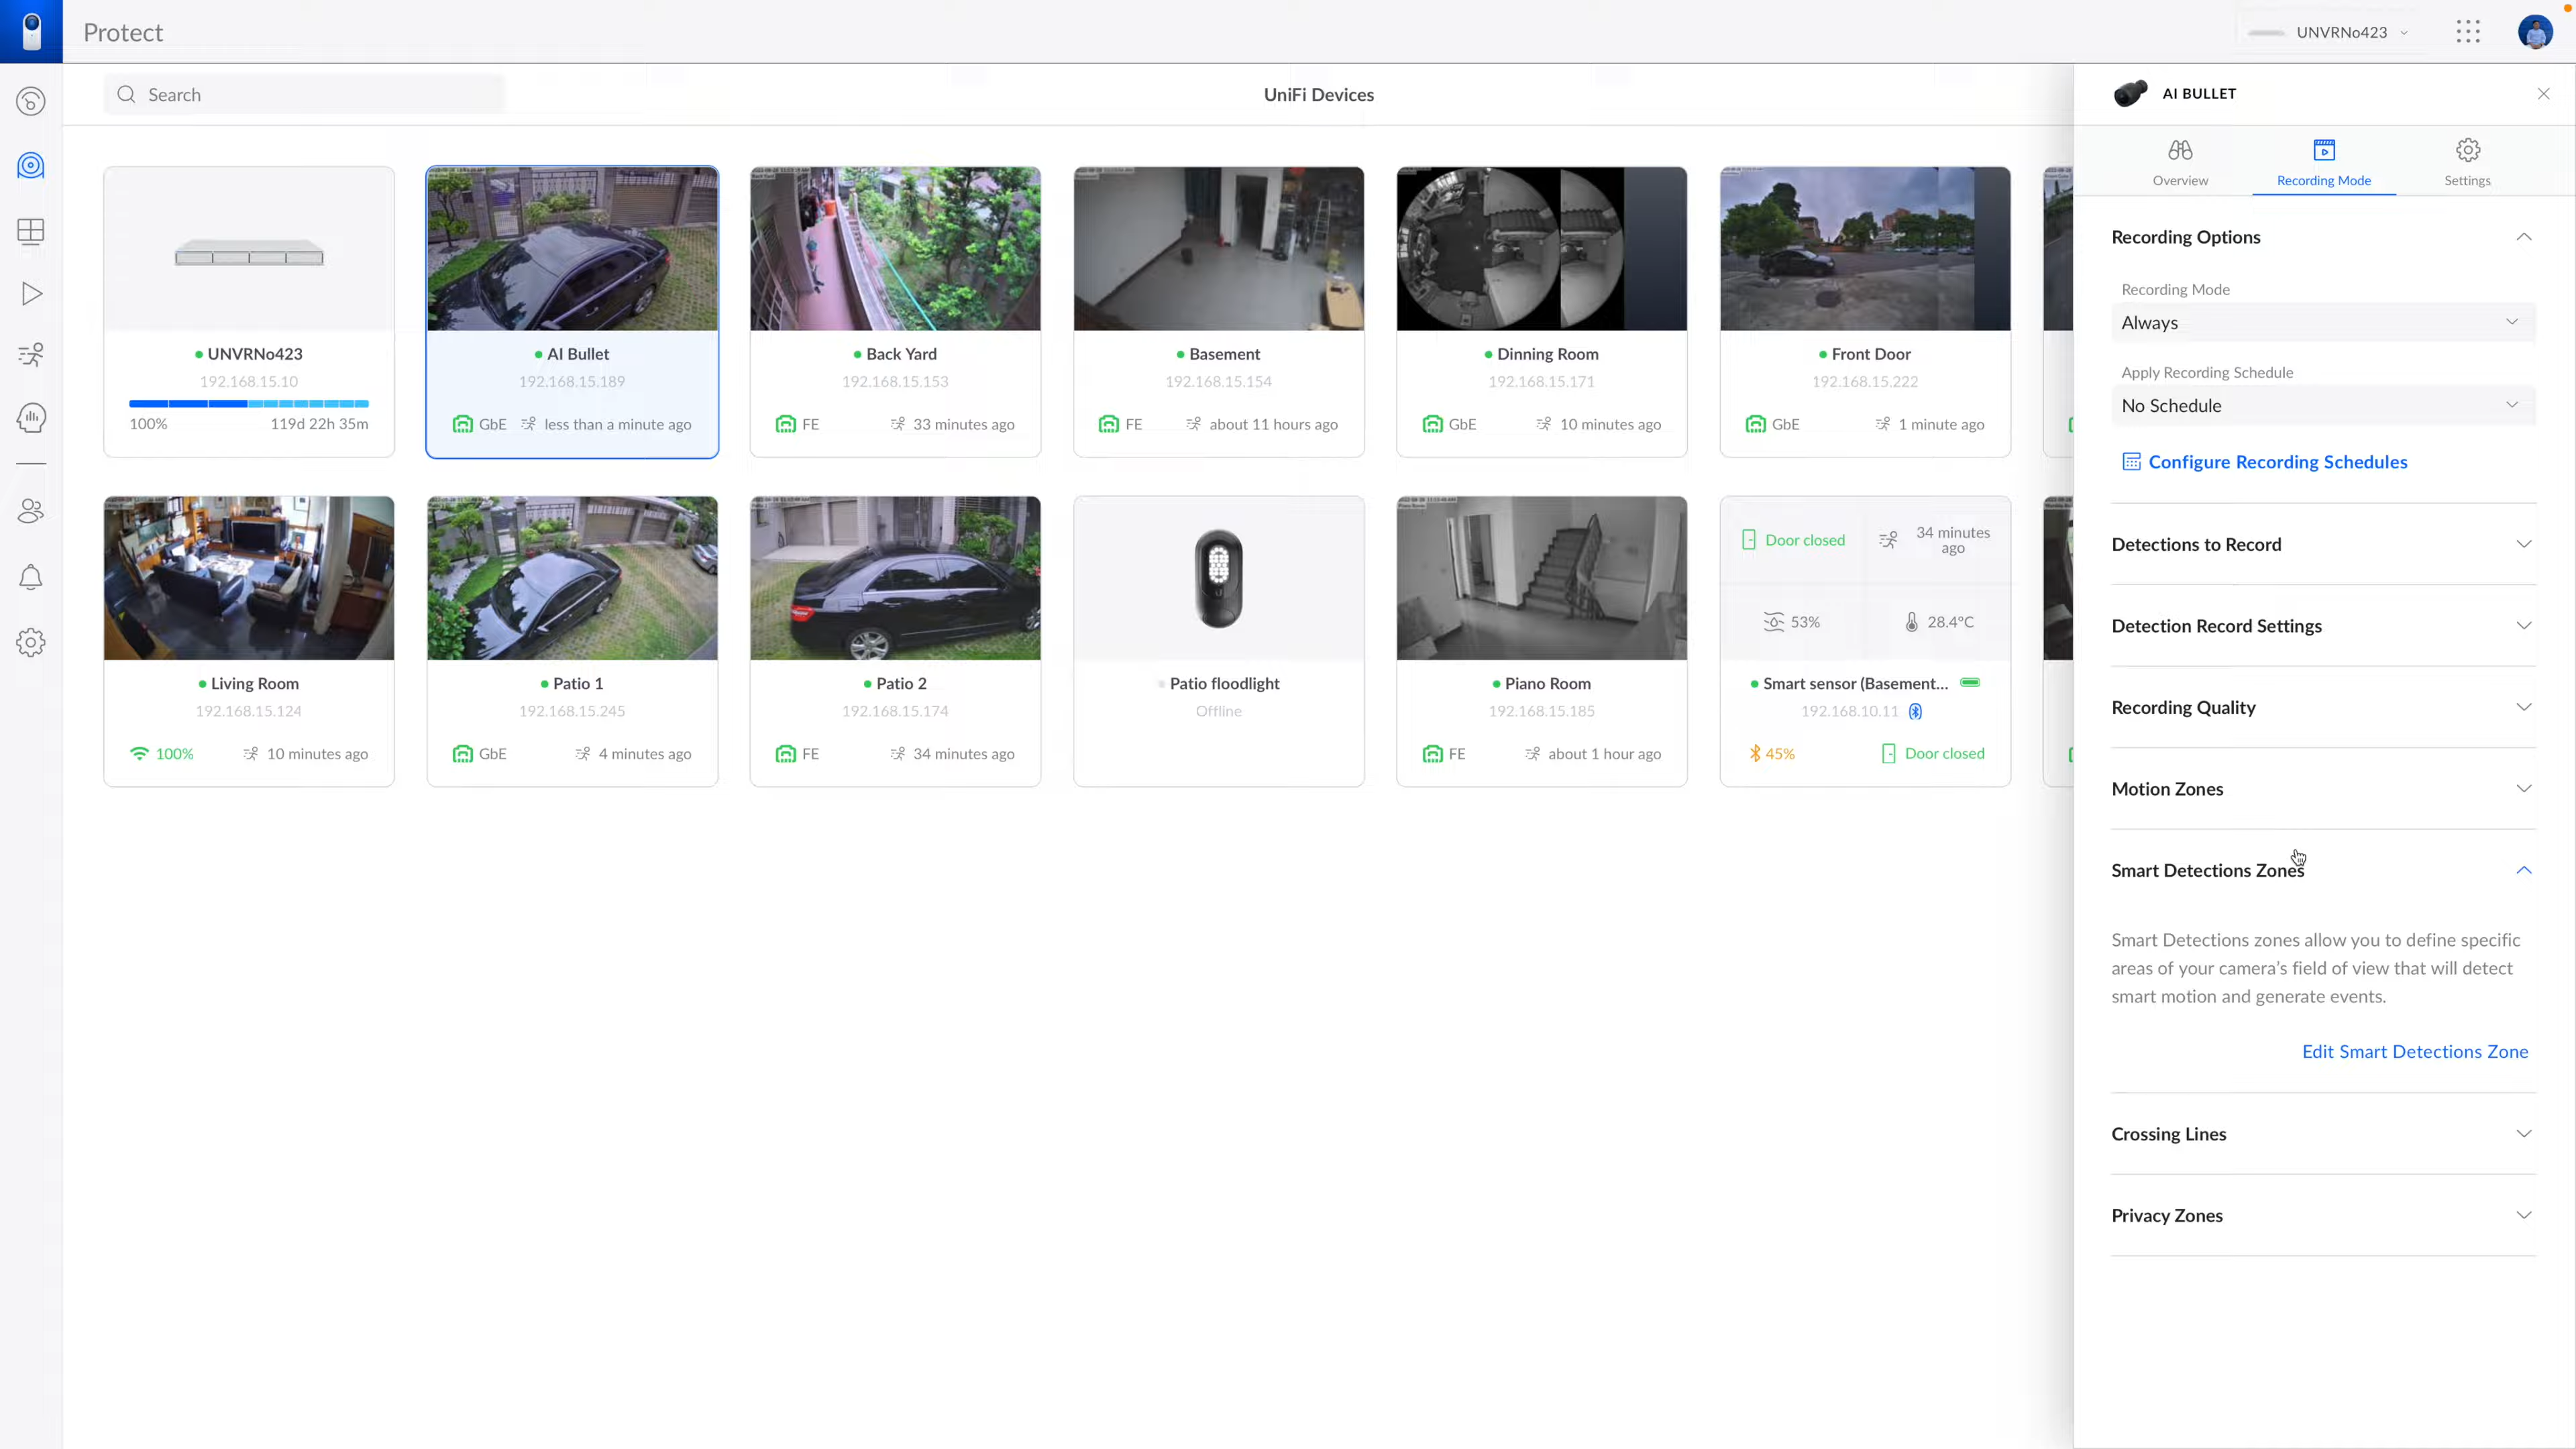 Protect
UNVRNo423
Search
UniFi Devices
AI BULLET
Overview
Recording Mode
Settings
UNVRNo423
192.168.15.10
100%
119d 22h 35m
AI Bullet
192.168.15.189
GbE
less than a minute ago
Back Yard
192.168.15.153
FE
33 minutes ago
Basement
192.168.15.154
FE
about 11 hours ago
Dinning Room
192.168.15.171
GbE
10 minutes ago
Front Door
192.168.15.222
GbE
1 minute ago
Living Room
192.168.15.124
100%
10 minutes ago
Patio 1
192.168.15.245
GbE
4 minutes ago
Patio 2
192.168.15.174
FE
34 minutes ago
Patio floodlight
Offline
Piano Room
192.168.15.185
FE
about 1 hour ago
Door closed
34 minutes
ago
53%
28.4°C
Smart sensor (Basement...
192.168.10.11
45%
Door closed
Recording Options
Recording Mode
Always
Apply Recording Schedule
No Schedule
Configure Recording Schedules
Detections to Record
Detection Record Settings
Recording Quality
Motion Zones
Smart Detections Zones
Smart Detections zones allow you to define specific
areas of your camera's field of view that will detect
smart motion and generate events.
Edit Smart Detections Zone
Crossing Lines
Privacy Zones